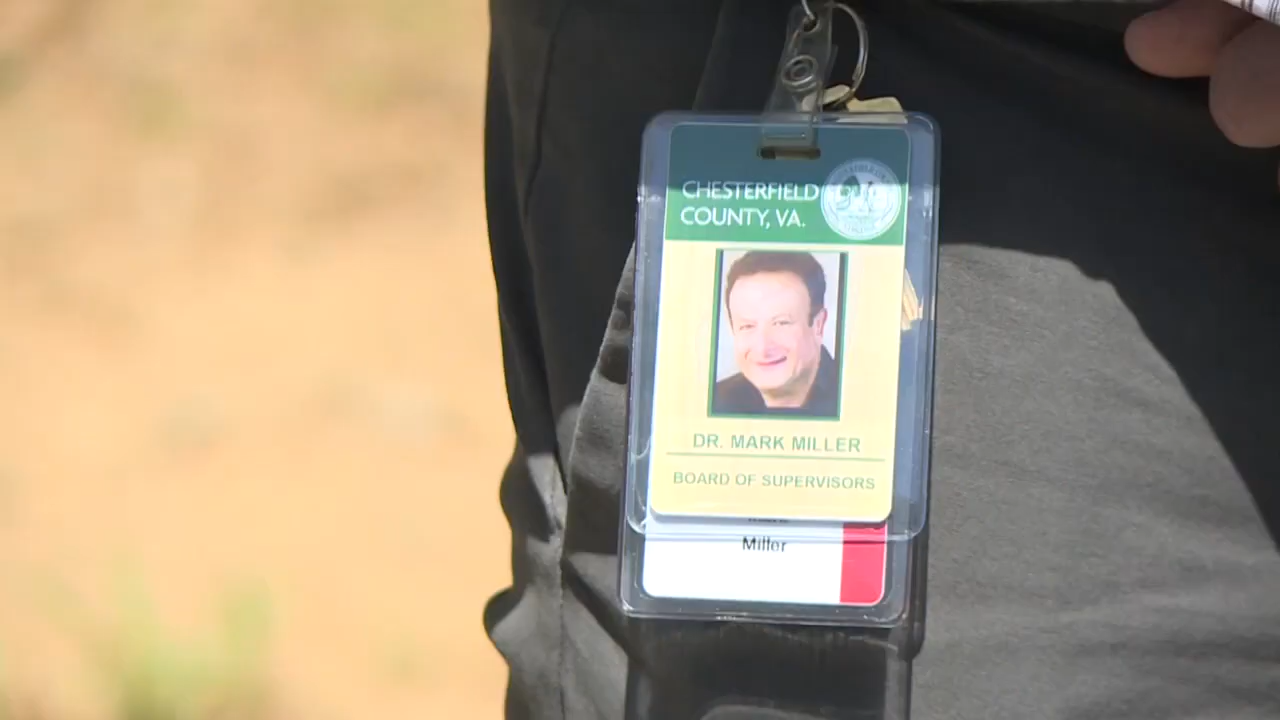 CHESTERFIELD
COUNTY, VA.
DR. MARK MILLER
BOARD OF SUPERVISORS
Miller